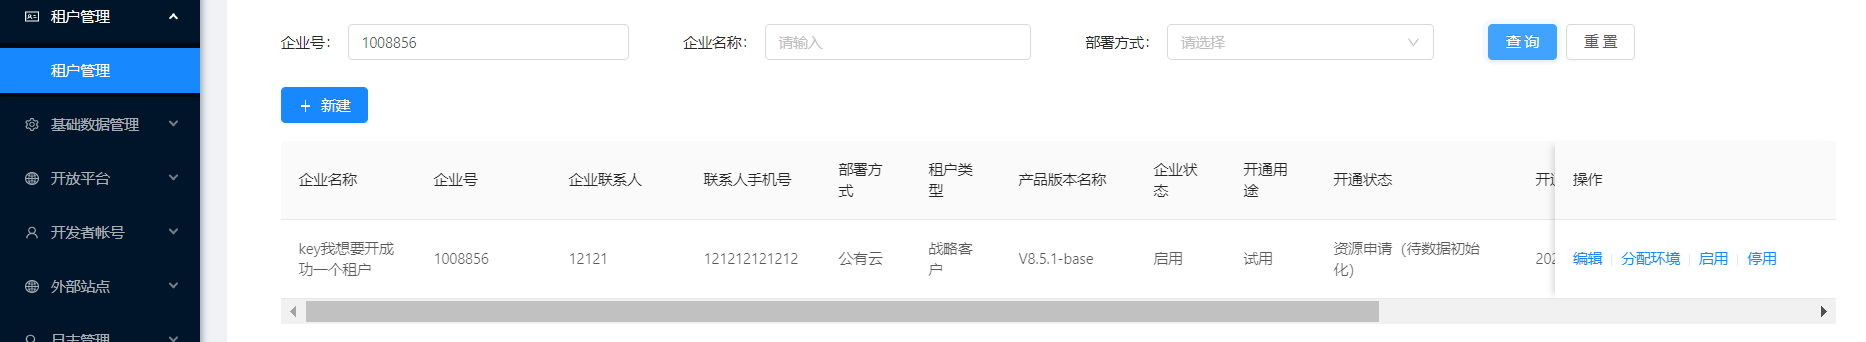 租户管理
租户管理
基础数据管理
开放平台
开发者帐号
外部站点
日志管理
企业号： 1008856 企业名称： 请输入 部署方式： 请选择 查 询 重 置
+ 新建
企业名称 企业号 企业联系人 联系人手机号 部署方式 租户类型 产品版本名称 企业状态 开通用途 开通状态 开 操作
key我想要开成功一个租户 1008856 12121 121212121212 公有云 战略客户 V8.5.1-base 启用 试用 资源申请（待数据初始化） 202 编辑 分配环境 启用 停用